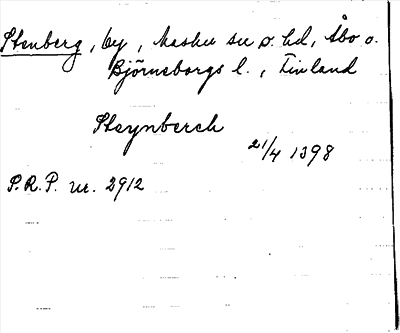 Stenberg, by, Masku sn o. hd, Åbo o.
Björneborgs l., Finland
Steynberch
21/4 1398
S.R.P. nr. 2912